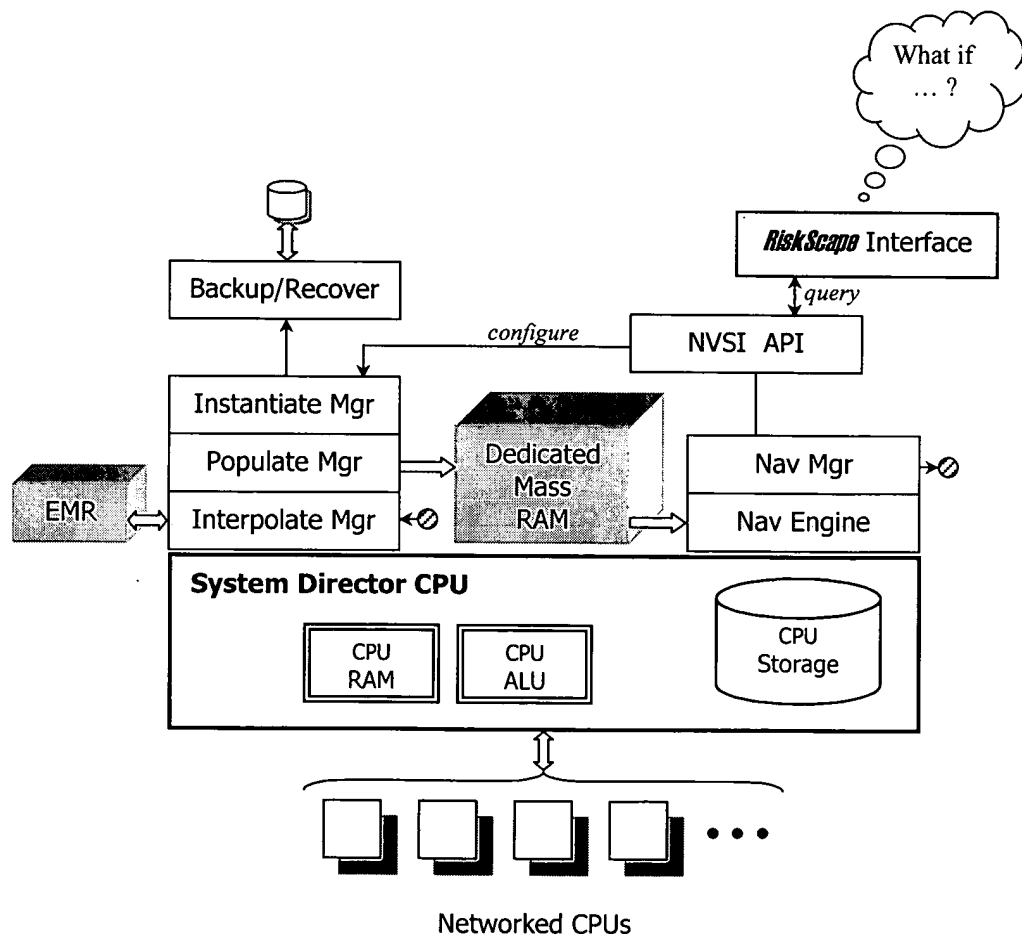 What if
... ?
RiskScape Interface
query
Backup/Recover
configure
NVSI API
Instantiate Mgr
Populate Mgr
Interpolate Mgr
EMR
Dedicated
Mass
RAM
Nav Mgr
Nav Engine
System Director CPU
CPU
RAM
CPU
ALU
CPU
Storage
Networked CPUs